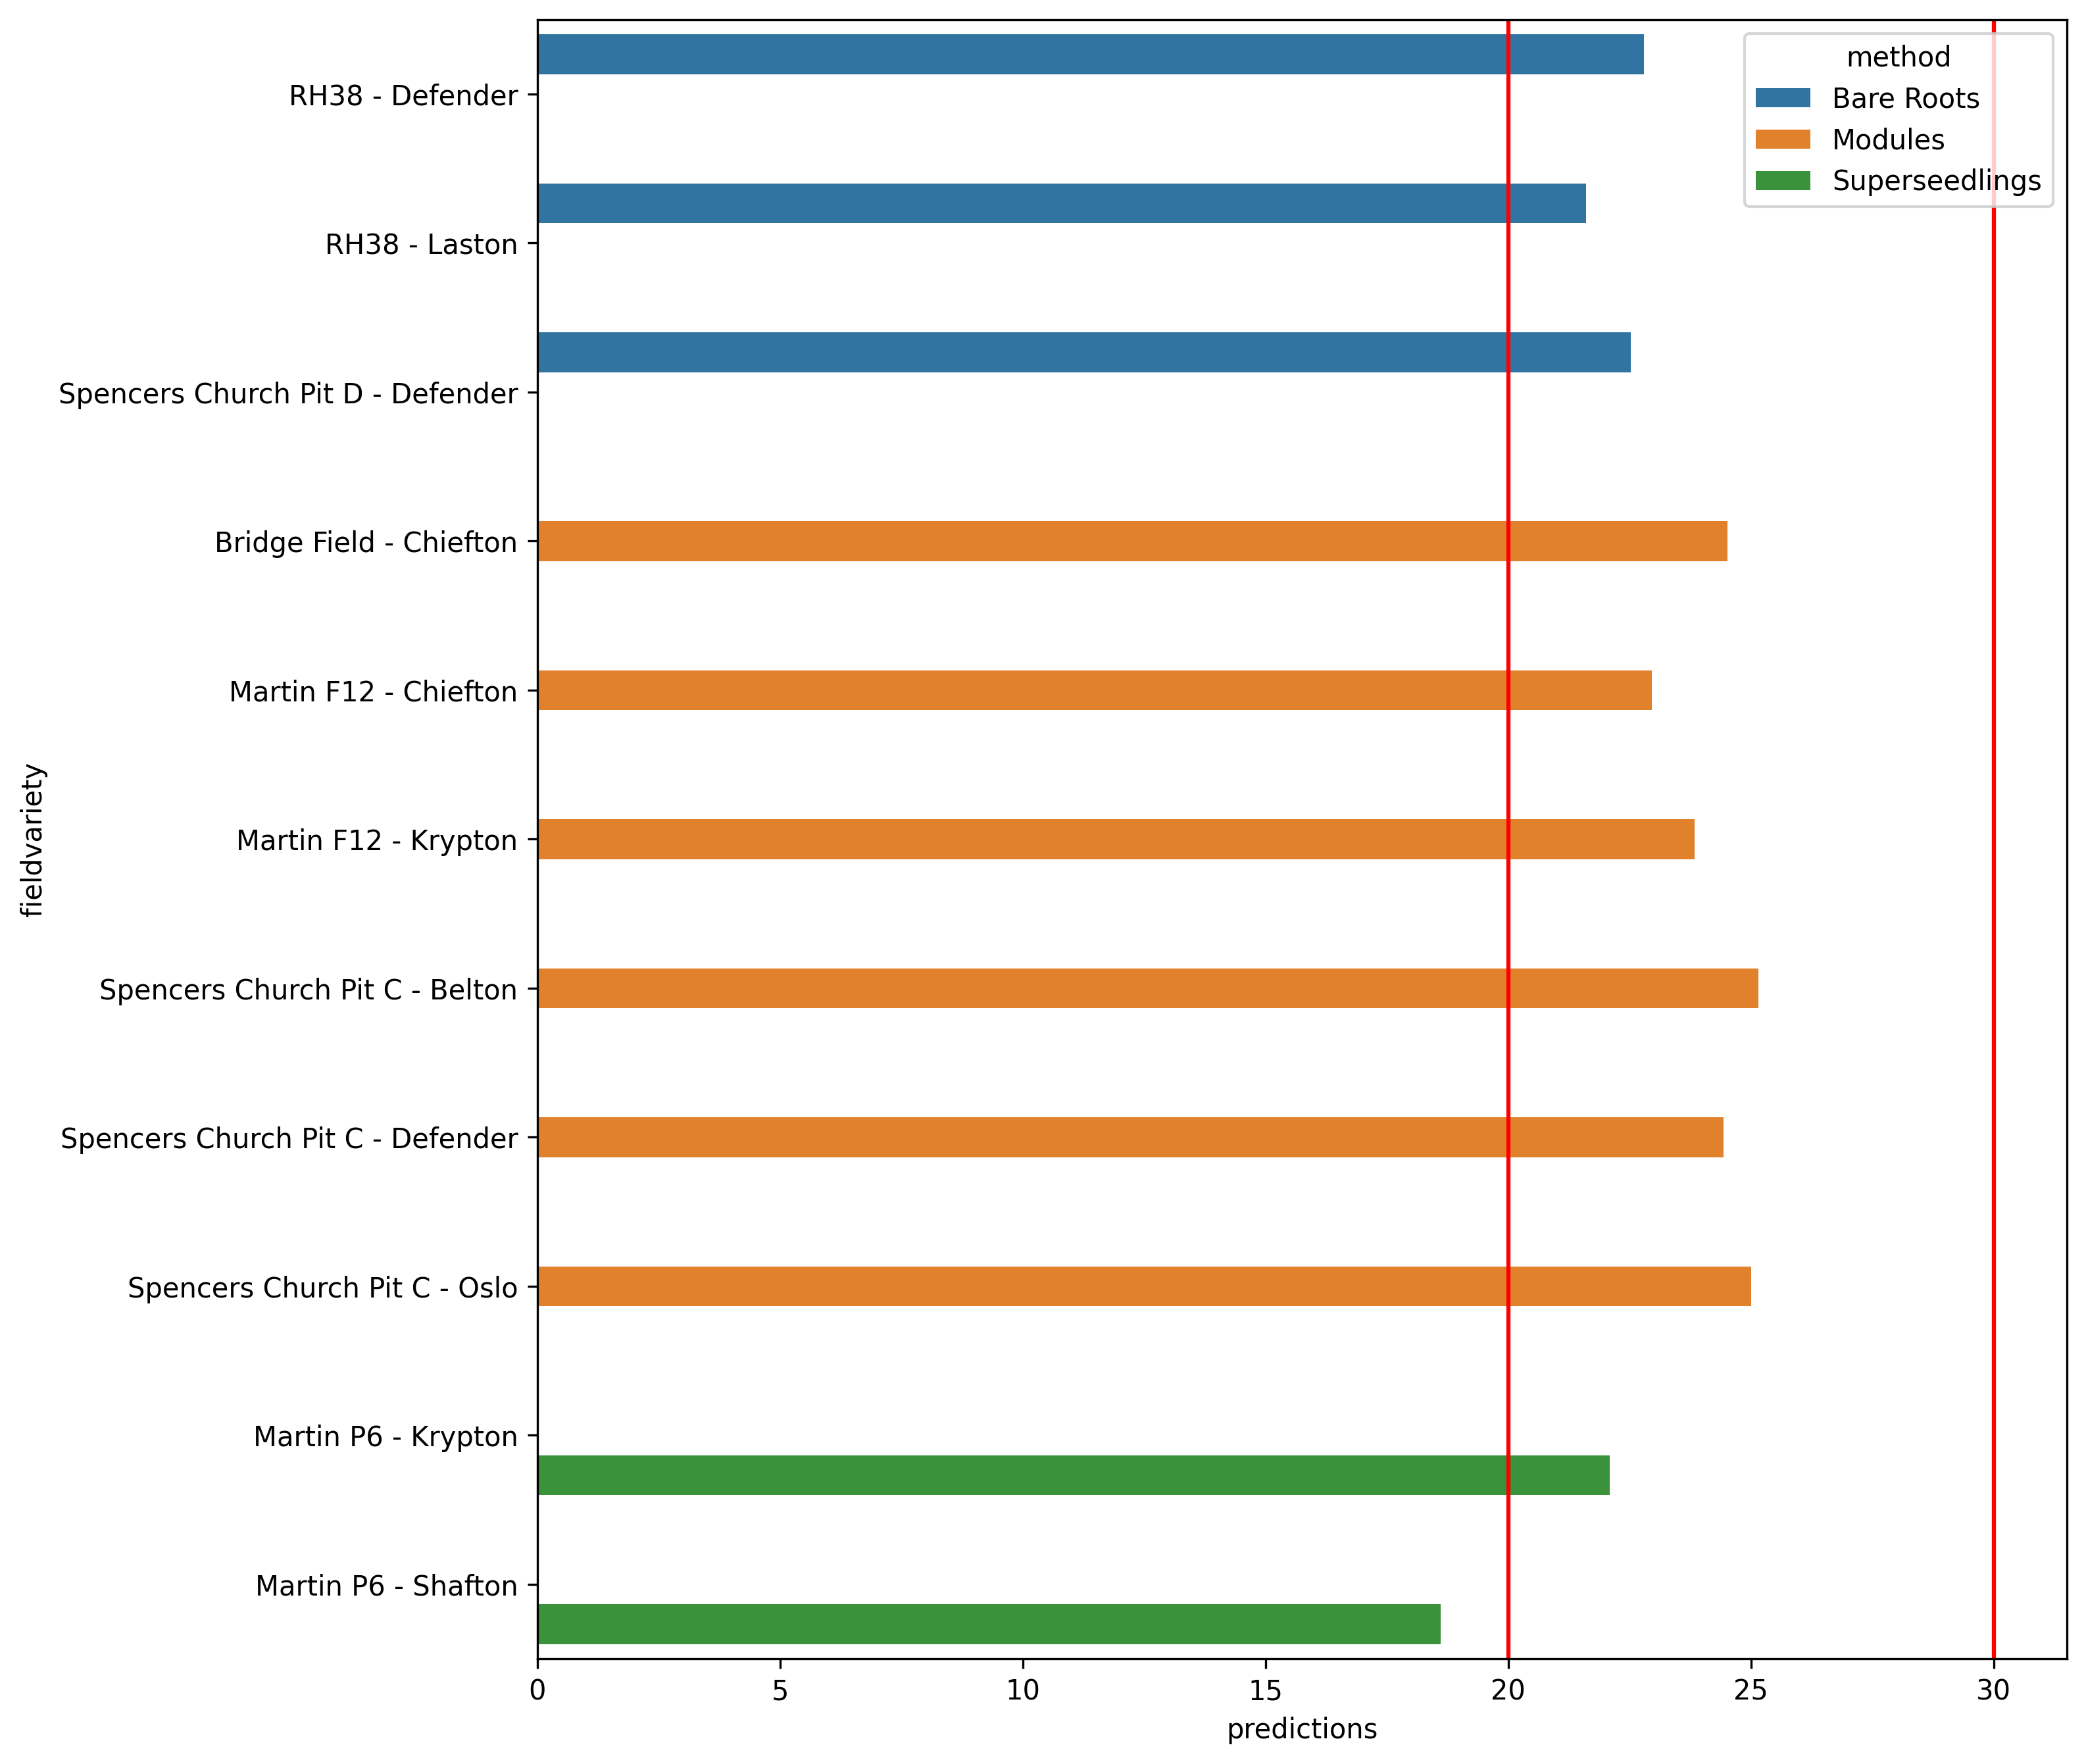 method
Bare Roots
Modules
Superseedlings
RH38 - Defender
RH38 - Laston
Spencers Church Pit D - Defender
Bridge Field - Chiefton
Martin F12 - Chiefton
Martin F12 - Krypton
Spencers Church Pit C - Belton
Spencers Church Pit C - Defender
Spencers Church Pit C - Oslo
Martin P6 - Krypton
Martin P6 - Shafton
fieldvariety
0 5 10 15 20 25 30
predictions